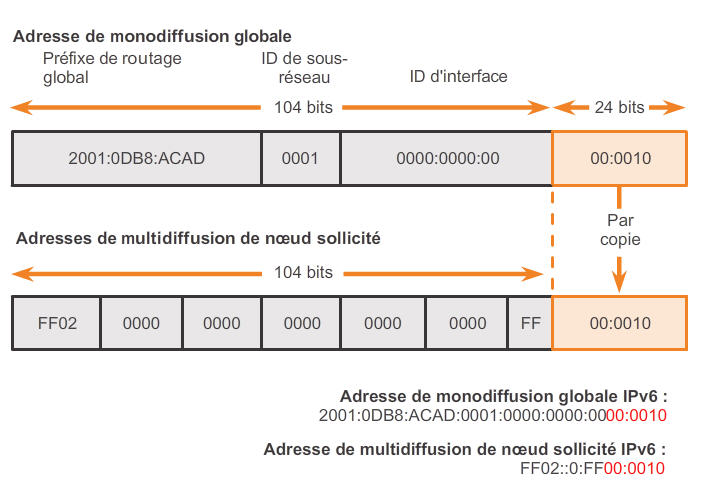 Adresse de monodiffusion globale
Préfixe de routage
global
ID de sous-
réseau
ID d'interface
104 bits
24 bits
2001:0DB8:ACAD
0001
0000:0000:00
00:0010
Par
copie
Adresses de multidiffusion de nœud sollicité
104 bits
FF02
0000
0000
0000
0000
0000
FF
00:0010
Adresse de monodiffusion globale IPv6 :
2001:0DB8:ACAD:0001:0000:0000:0000:0010
Adresse de multidiffusion de nœud sollicité IPv6 :
FF02::0:FF00:0010